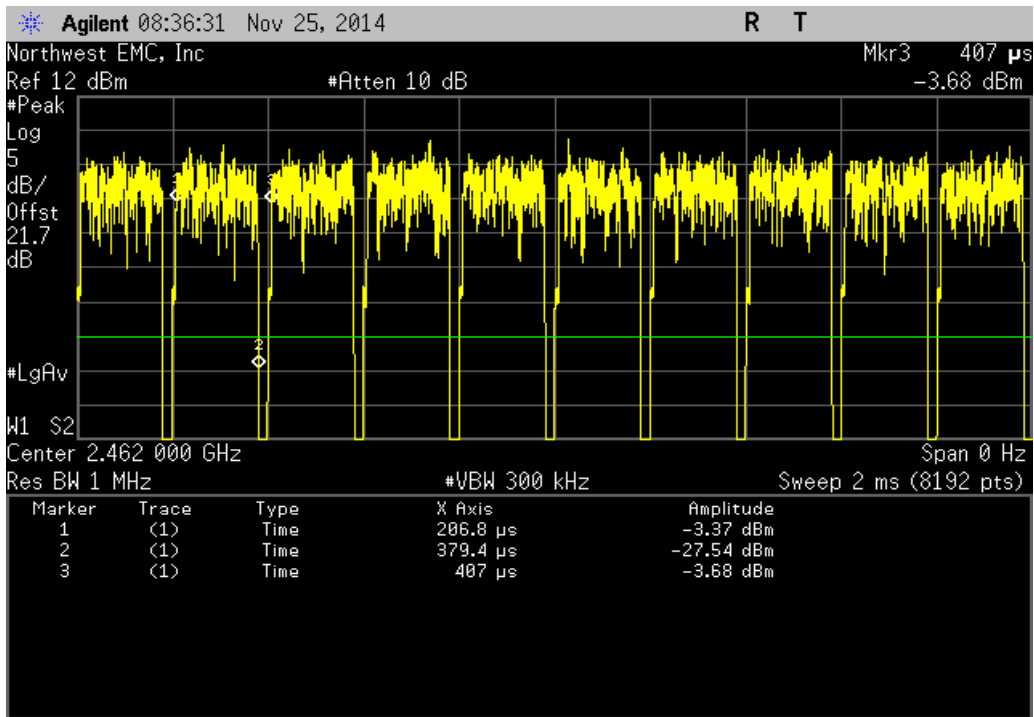 Agilent 08:36:31 Nov 25, 2014 R T
Northwest EMC, Inc Mkr3 407 µs
Ref 12 dBm #Atten 10 dB -3.68 dBm
#Peak
Log
5
dB/
Offst
21.7
dB
1 3
2
#LgAv
W1 S2
Center 2.462 000 GHz Span 0 Hz
Res BW 1 MHz #VBW 300 kHz Sweep 2 ms (8192 pts)
Marker Trace Type X Axis Amplitude
1 (1) Time 206.8 µs -3.37 dBm
2 (1) Time 379.4 µs -27.54 dBm
3 (1) Time 407 µs -3.68 dBm